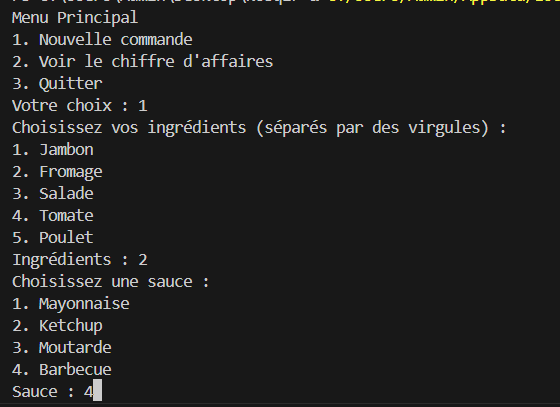 Menu Principal
1. Nouvelle commande
2. Voir le chiffre d'affaires
3. Quitter
Votre choix : 1
Choisissez vos ingrédients (séparés par des virgules) :
1. Jambon
2. Fromage
3. Salade
4. Tomate
5. Poulet
Ingrédients : 2
Choisissez une sauce :
1. Mayonnaise
2. Ketchup
3. Moutarde
4. Barbecue
Sauce : 4